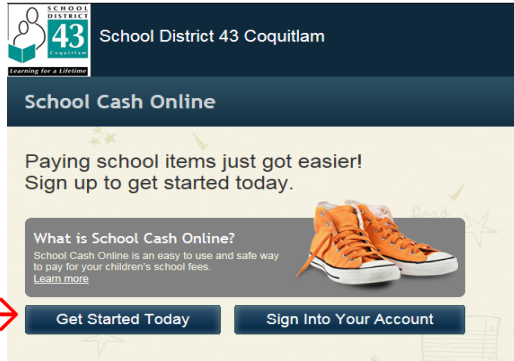 SCHOOL
DISTRICT
43
Coquitlam
Learning for a Lifetime
School District 43 Coquitlam
School Cash Online
Paying school items just got easier!
Sign up to get started today.
Read
What is School Cash Online?
School Cash Online is an easy to use and safe way
to pay for your children's school fees.
Learn more
Get Started Today
Sign Into Your Account